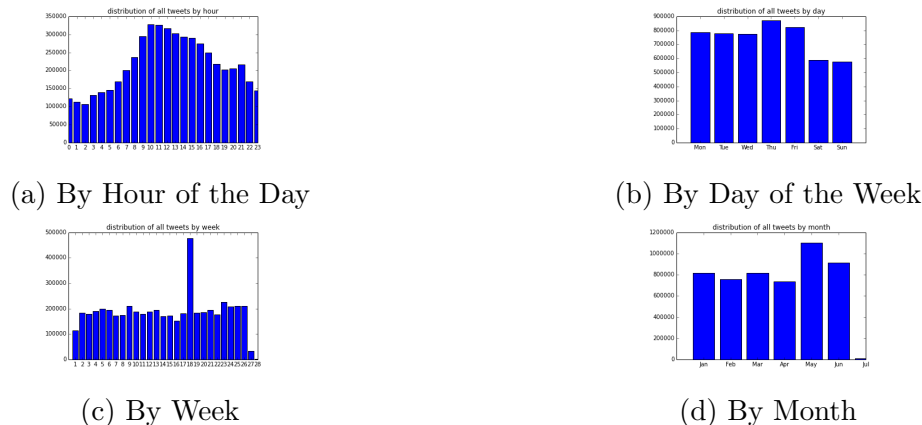 distribution of all tweets by hour
350000
300000
250000
200000
150000
100000
50000
0
0 1 2 3 4 5 6 7 8 9 10 11 12 13 14 15 16 17 18 19 20 21 22 23
(a) By Hour of the Day
distribution of all tweets by day
900000
800000
700000
600000
500000
400000
300000
200000
100000
0
Mon Tue Wed Thu Fri Sat Sun
(b) By Day of the Week
distribution of all tweets by week
500000
400000
300000
200000
100000
0
1 2 3 4 5 6 7 8 9 10 11 12 13 14 15 16 17 18 19 20 21 22 23 24 25 26 27 28
(c) By Week
distribution of all tweets by month
1200000
1000000
800000
600000
400000
200000
0
Jan Feb Mar Apr May Jun Jul
(d) By Month